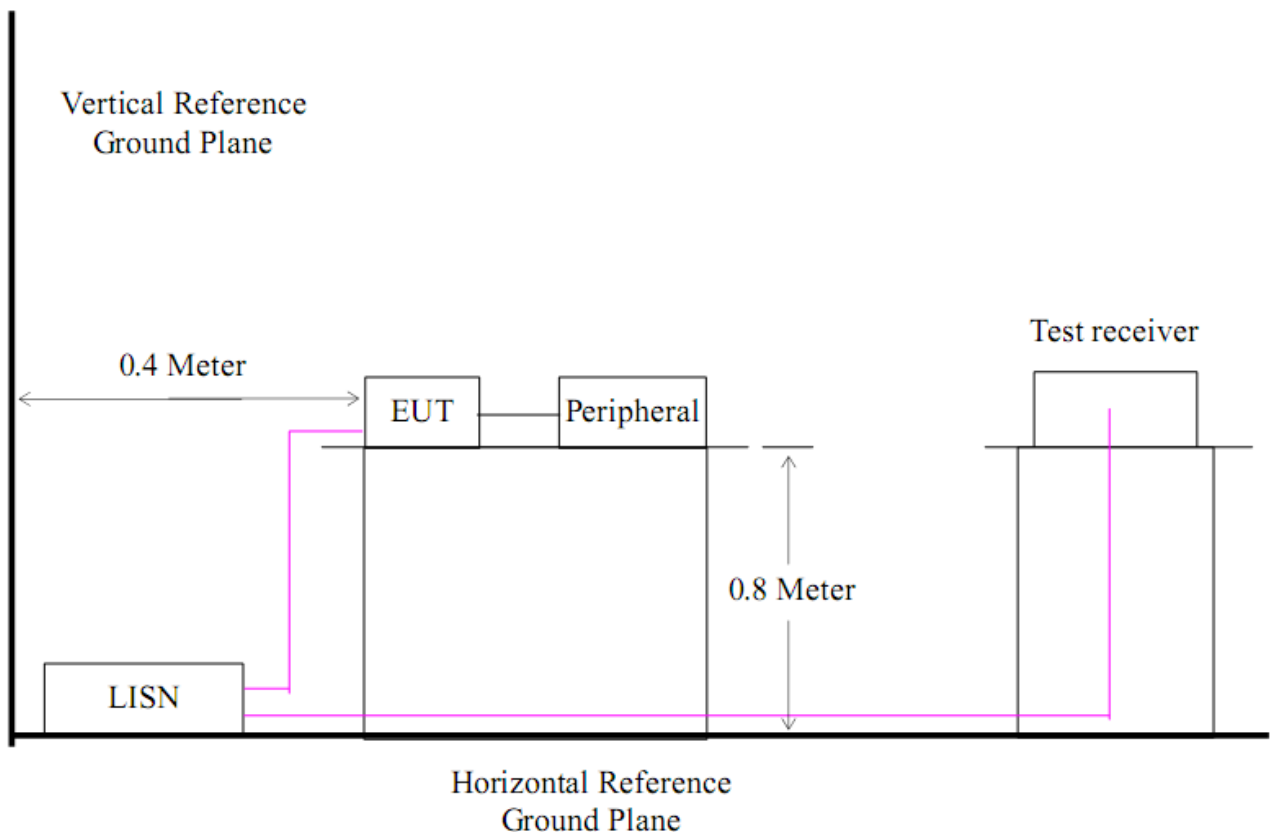 Vertical Reference
Ground Plane
Test receiver
0.4 Meter
EUT
Peripheral
0.8 Meter
LISN
Horizontal Reference
Ground Plane